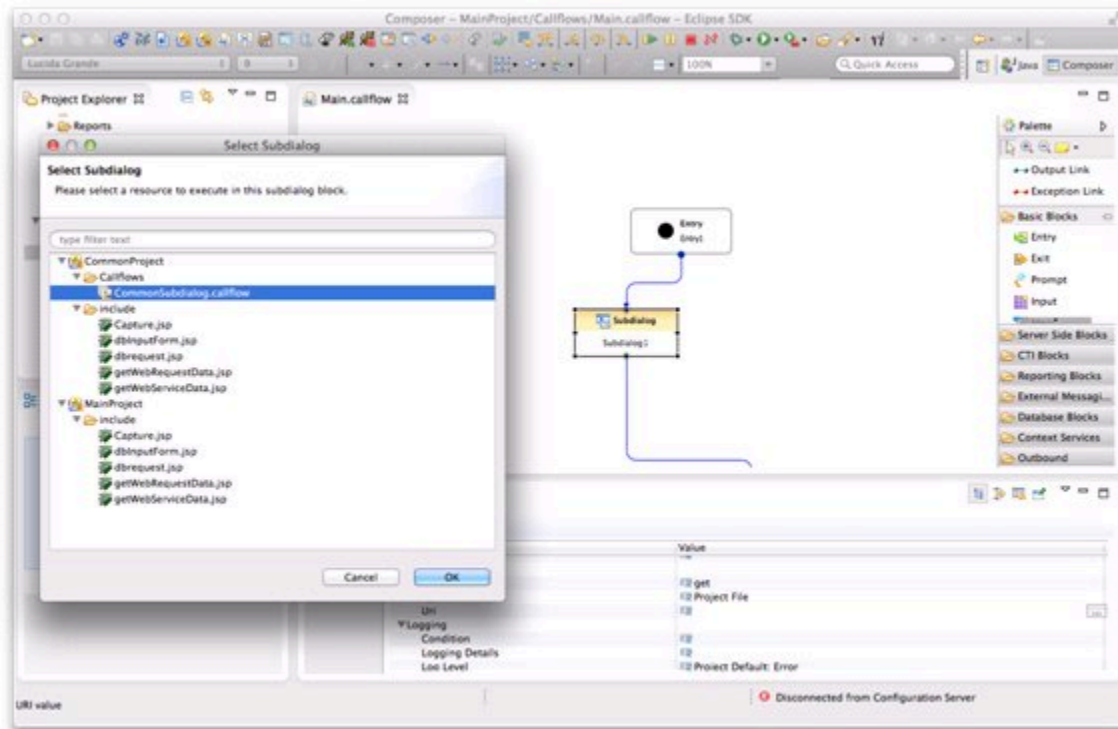 Composer – MainProject/Callflows/Main.callflow – Eclipse SDK
Lucida Grande
9
100%
Quick Access
Java
Composer
Project Explorer
Main.callflow
Reports
Select Subdialog
Select Subdialog
Please select a resource to execute in this subdialog block.
type filter text
CommonProject
Callflows
CommonSubdialog.callflow
include
Capture.jsp
dbInputForm.jsp
dbrequest.jsp
getWebRequestData.jsp
getWebServiceData.jsp
MainProject
include
Capture.jsp
dbInputForm.jsp
dbrequest.jsp
getWebRequestData.jsp
getWebServiceData.jsp
Cancel
OK
Entry
Subdialog
Subdialog1
Palette
Output Link
Exception Link
Basic Blocks
Entry
Exit
Prompt
Input
Server Side Blocks
CTI Blocks
Reporting Blocks
External Messagi...
Database Blocks
Context Services
Outbound
Value
get
Project File
Uri
Logging
Condition
Logging Details
Log Level
Project Default: Error
URI value
Disconnected from Configuration Server